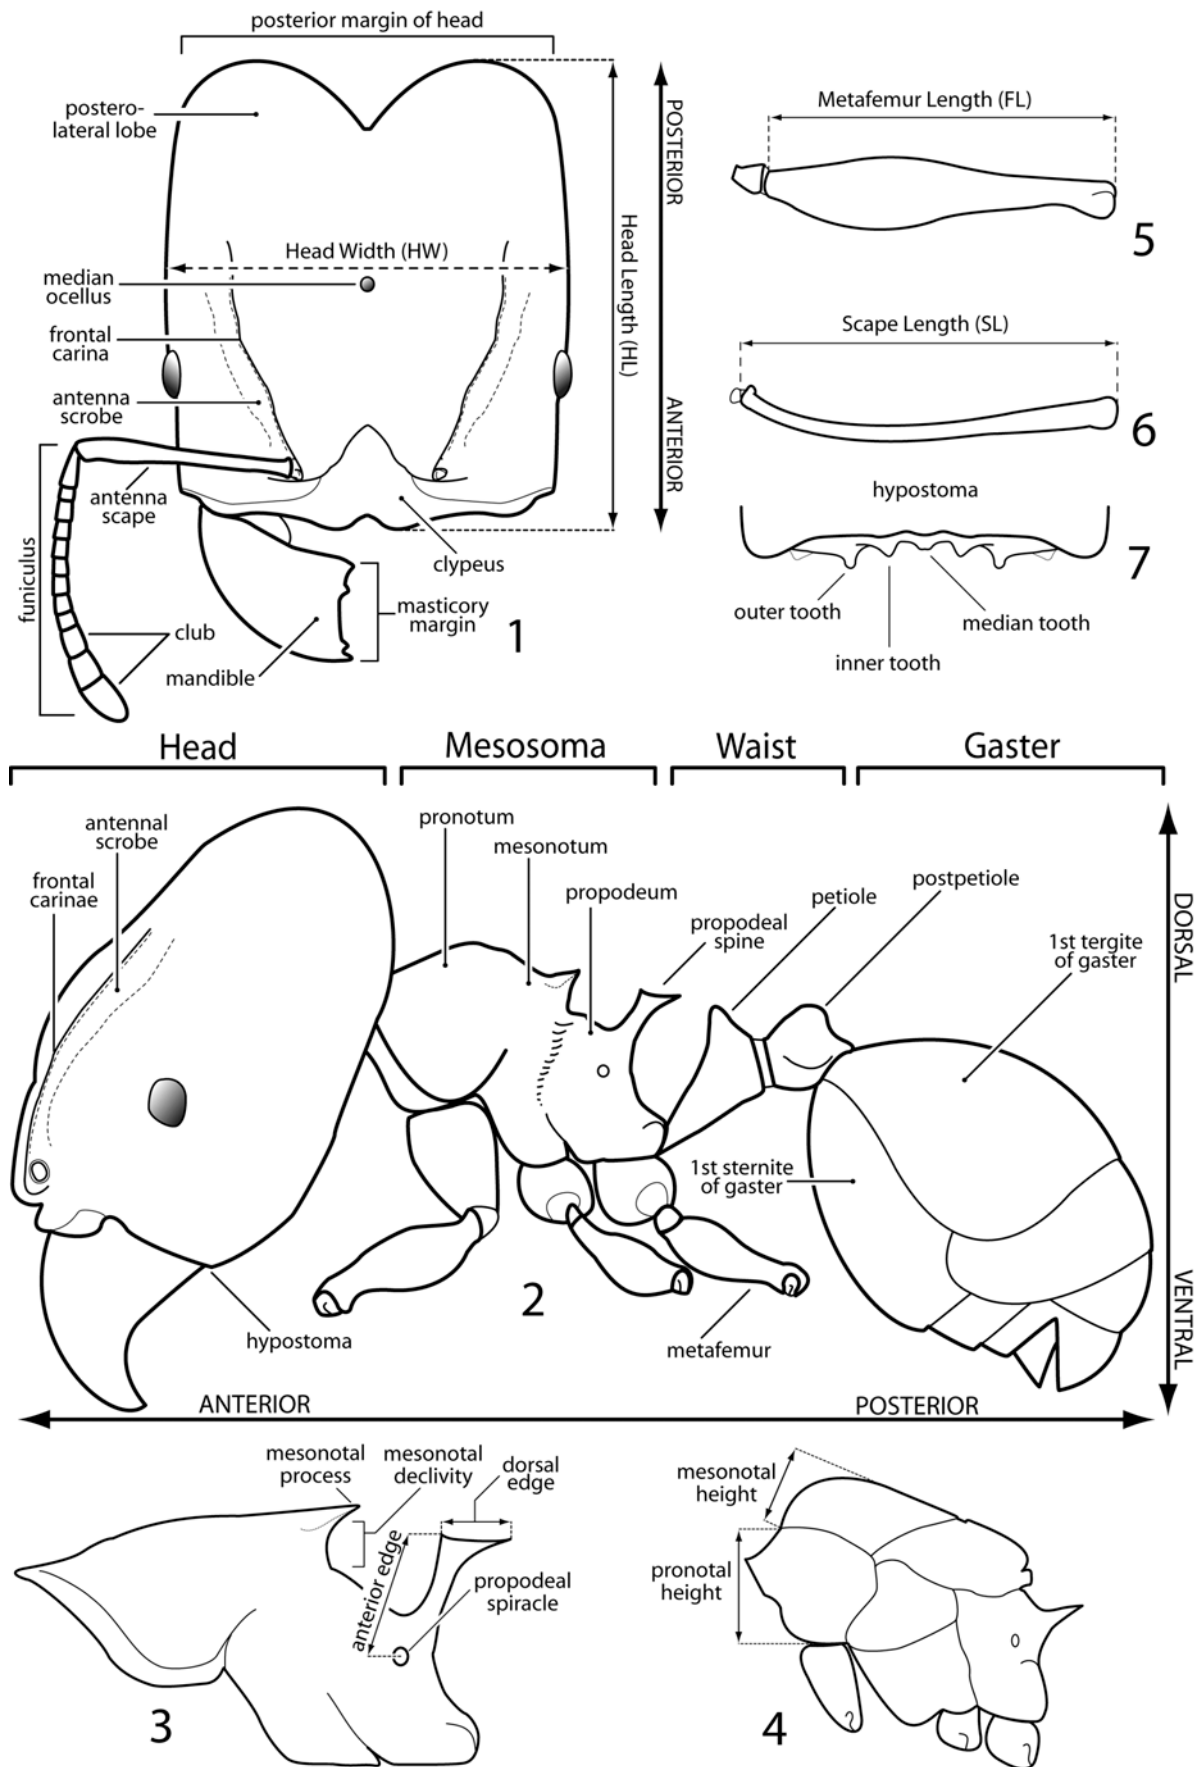 posterior margin of head
postero-
lateral lobe
POSTERIOR
Head Width (HW)
Head Length (HL)
median
ocellus
frontal
carina
antenna
scrobe
ANTERIOR
antenna
scape
funiculus
clypeus
masticory
margin
club
mandible
1
Metafemur Length (FL)
5
Scape Length (SL)
6
hypostoma
7
outer tooth
median tooth
inner tooth
Head
Mesosoma
Waist
Gaster
antennal
scrobe
frontal
carinae
pronotum
mesonotum
propodeum
propodeal
spine
petiole
postpetiole
1st tergite
of gaster
DORSAL
1st sternite
of gaster
2
hypostoma
metafemur
VENTRAL
ANTERIOR
POSTERIOR
mesonotal
process
mesonotal
declivity
dorsal
edge
anterior edge
propodeal
spiracle
3
mesonotal
height
pronotal
height
4